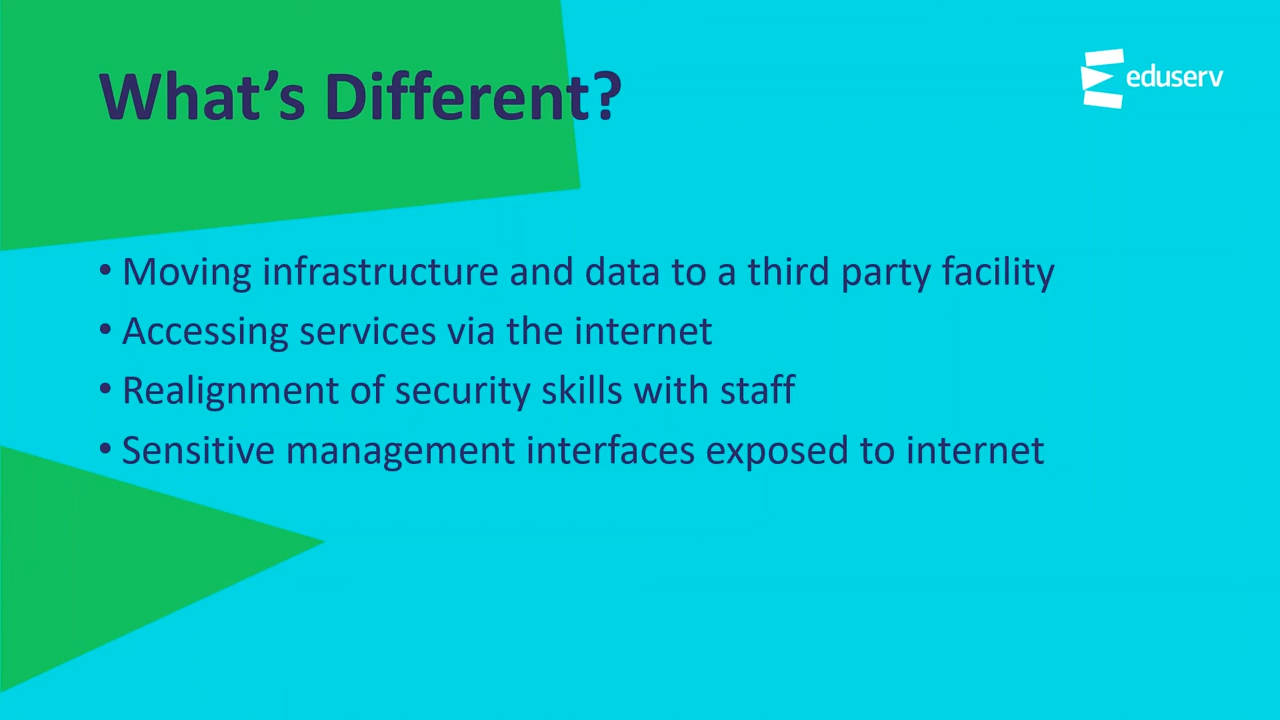 What’s Different?
eduserv
• Moving infrastructure and data to a third party facility
• Accessing services via the internet
• Realignment of security skills with staff
• Sensitive management interfaces exposed to internet